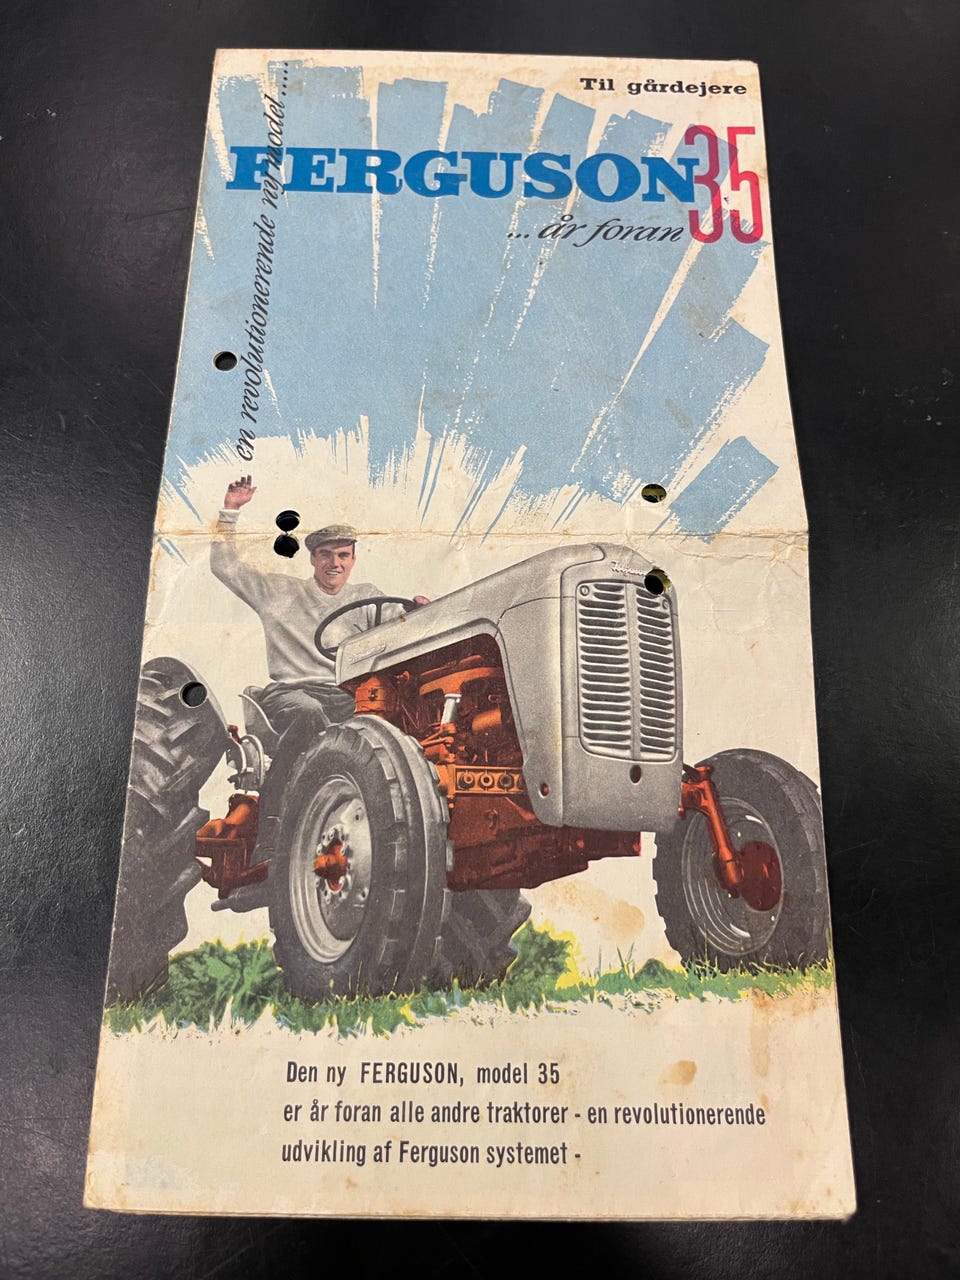 Til gårdejere
FERGUSON 35
... år foran
en revolutionerende ny model .....
Den ny FERGUSON, model 35
er år foran alle andre traktorer - en revolutionerende
udvikling af Ferguson systemet -